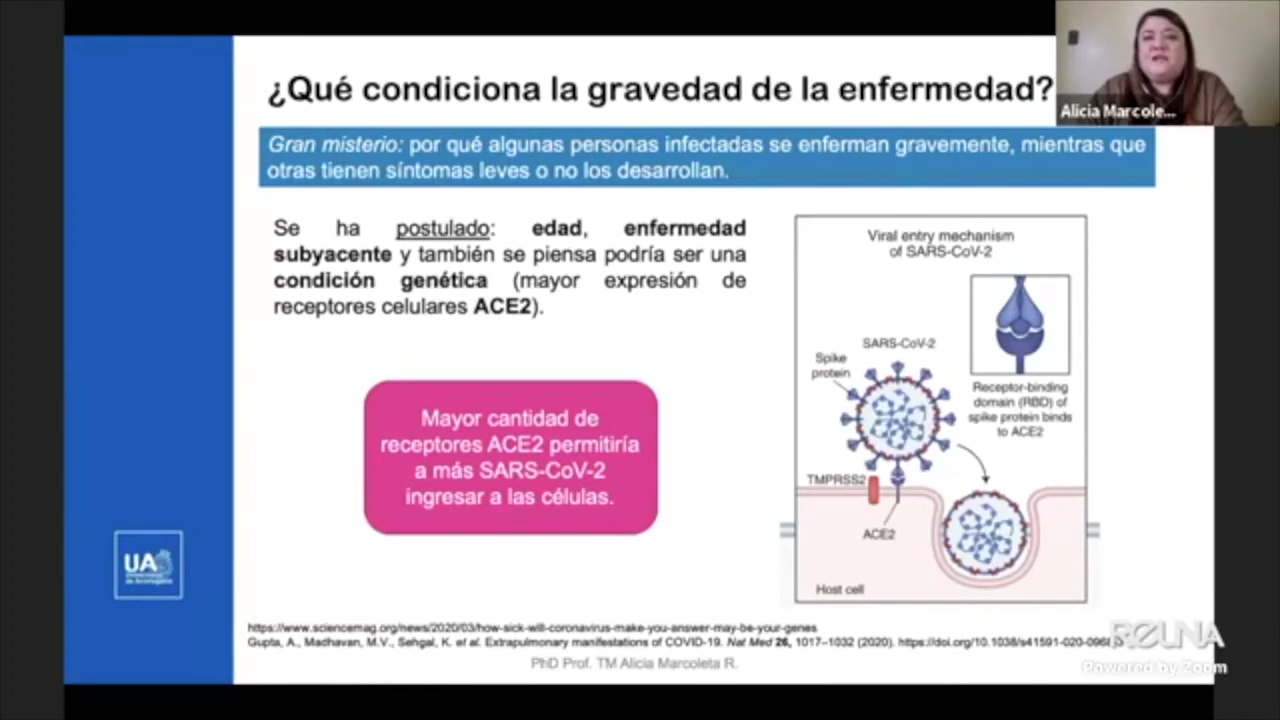 ¿Qué condiciona la gravedad de la enfermedad?
Alicia Marcole...
Gran misterio: por qué algunas personas infectadas se enferman gravemente, mientras que
otras tienen síntomas leves o no los desarrollan.
Se ha postulado: edad, enfermedad
subyacente y también se piensa podría ser una
condición genética (mayor expresión de
receptores celulares ACE2).
Mayor cantidad de
receptores ACE2 permitiría
a más SARS-CoV-2
ingresar a las células.
Viral entry mechanism
of SARS-CoV-2
SARS-CoV-2
Spike
protein
Receptor-binding
domain (RBD) of
spike protein binds
to ACE2
TMPRSS2
ACE2
Host cell
UA
https://www.sciencemag.org/news/2020/03/how-sick-will-coronavirus-make-you-answer-may-be-your-genes
Gupta, A., Madhavan, M.V., Sehgal, K. et al. Extrapulmonary manifestations of COVID-19. Nat Med 26, 1017–1032 (2020). https://doi.org/10.1038/s41591-020-096
REUNA
Powered by Zoom
PhD Prof. TM Alicia Marcoleta R.